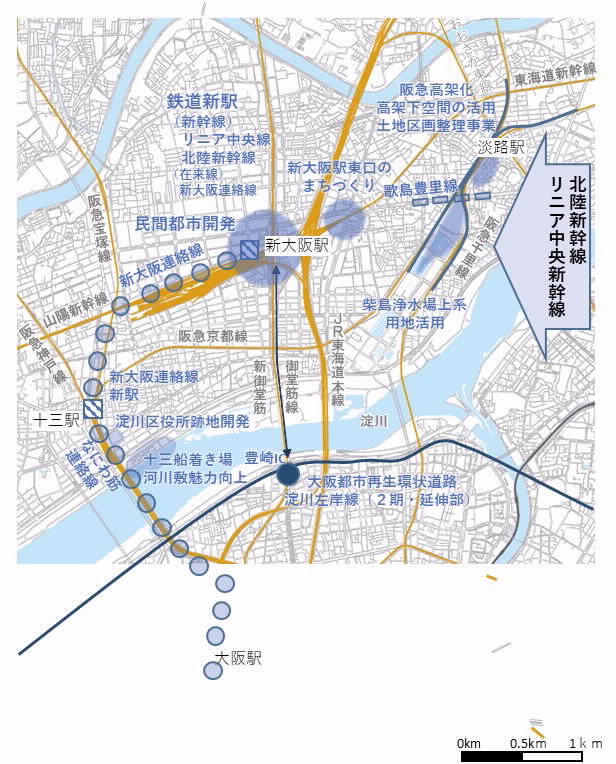 おおさか東線
東海道新幹線
阪急高架化
高架下空間の活用
土地区画整理事業
淡路駅
鉄道新駅
（新幹線）
リニア中央線
北陸新幹線
（在来線）
新大阪連絡線
新大阪駅東口の
まちづくり
歌島豊里線
北陸新幹線
リニア中央新幹線
阪急宝塚線
民間都市開発
新大阪駅
阪急千里線
新大阪連絡線
山陽新幹線
柴島浄水場上系
用地活用
阪急神戸線
阪急京都線
JR東海道本線
新御堂筋
御堂筋線
新大阪連絡線
新駅
十三駅
淀川区役所跡地開発
淀川
なにわ筋
連絡線
十三船着き場
河川敷魅力向上
豊崎IC
大阪都市再生環状道路
淀川左岸線（２期・延伸部）
大阪駅
0km
0.5km
1ｋｍ